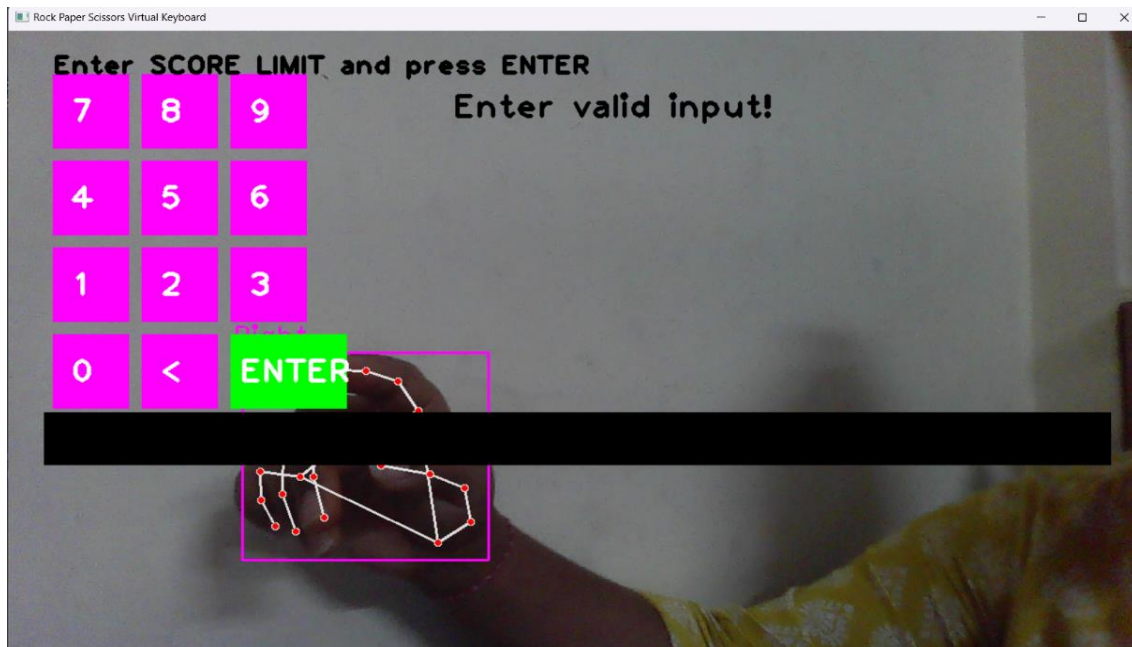 Rock Paper Scissors Virtual Keyboard
Enter SCORE LIMIT and press ENTER
Enter valid input!
7 8 9
4 5 6
1 2 3
Right
0 < ENTER